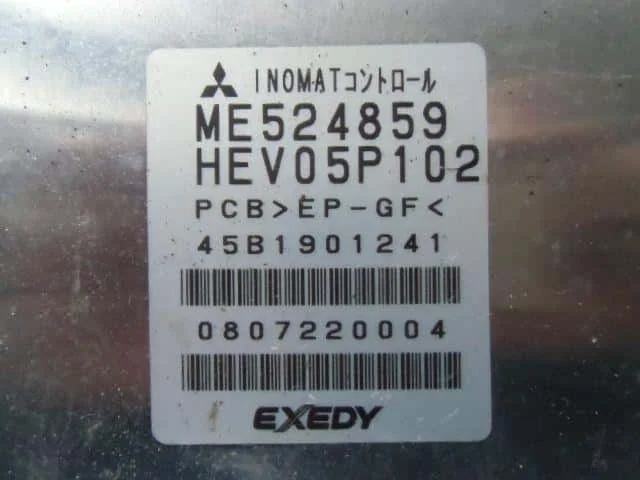 INOMATコントロール
ME524859
HEV05P102
PCB>EP-GF<
45B1901241
0807220004
EXEDY